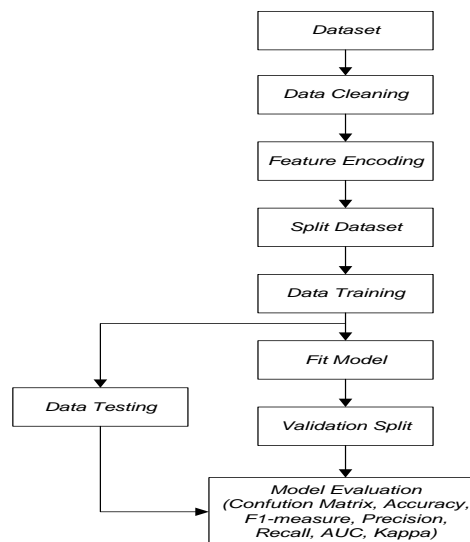 Dataset
Data Cleaning
Feature Encoding
Split Dataset
Data Training
Fit Model
Data Testing
Validation Split
Model Evaluation
(Confution Matrix, Accuracy,
F1-measure, Precision,
Recall, AUC, Kappa)